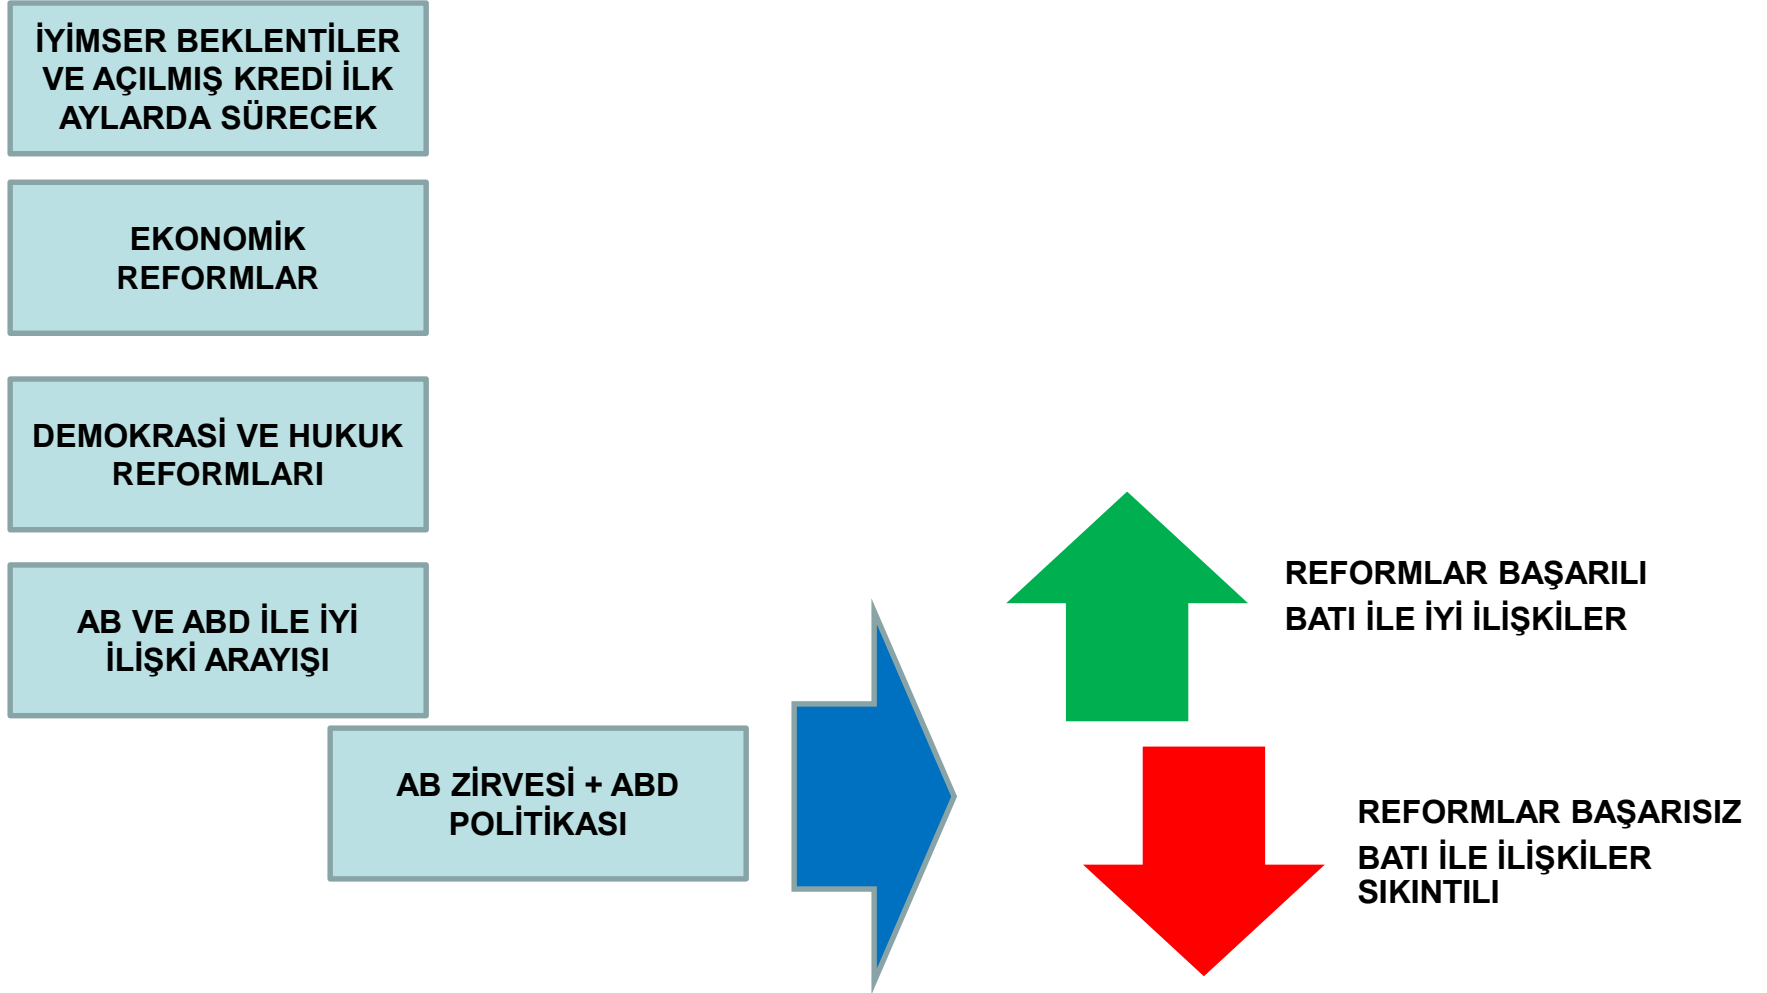 İYİMSER BEKLENTİLER
VE AÇILMIŞ KREDİ İLK
AYLARDA SÜRECEK
EKONOMİK
REFORMLAR
DEMOKRASİ VE HUKUK
REFORMLARI
AB VE ABD İLE İYİ
İLİŞKİ ARAYIŞI
AB ZİRVESİ + ABD
POLİTİKASI
REFORMLAR BAŞARILI
BATI İLE İYİ İLİŞKİLER
REFORMLAR BAŞARISIZ
BATI İLE İLİŞKİLER
SIKINTILI